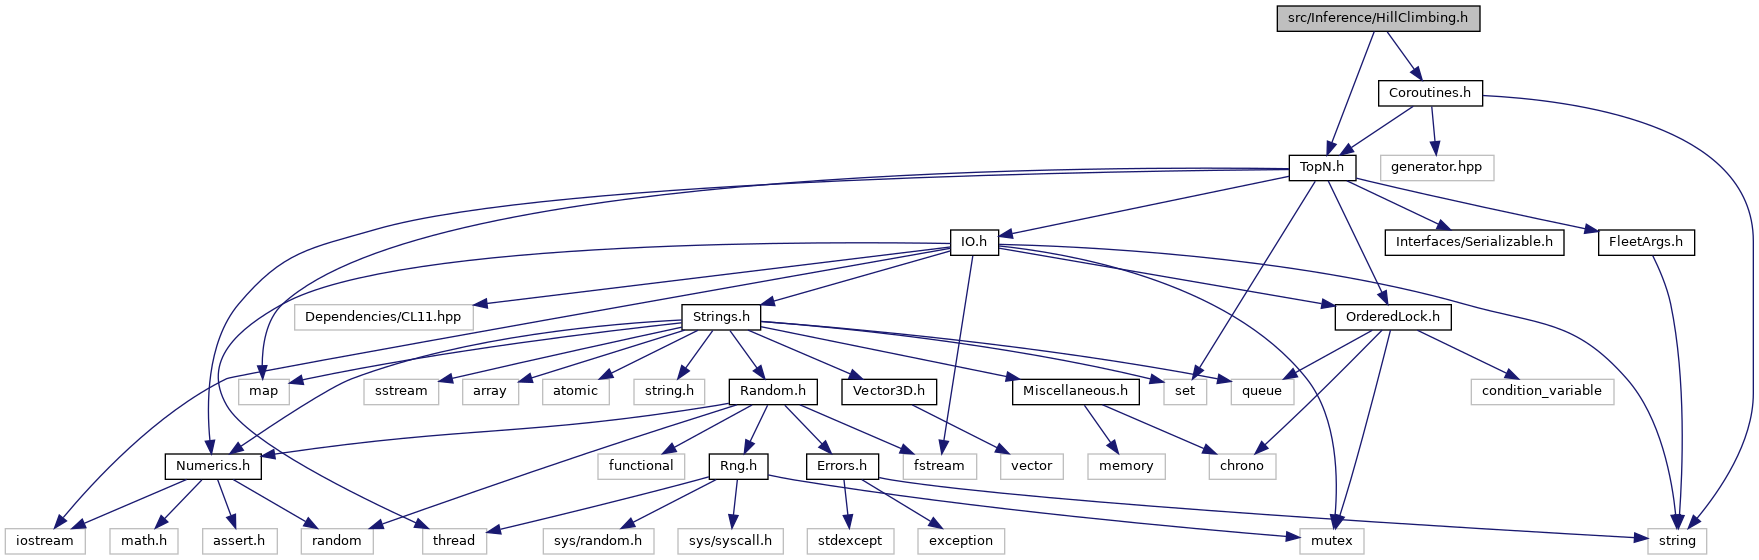 src/Inference/HillClimbing.h
Coroutines.h
TopN.h
generator.hpp
IO.h
Interfaces/Serializable.h
FleetArgs.h
Dependencies/CL11.hpp
Strings.h
OrderedLock.h
map
sstream
array
atomic
string.h
Random.h
Vector3D.h
Miscellaneous.h
set
queue
condition_variable
Numerics.h
functional
Rng.h
Errors.h
fstream
vector
memory
chrono
iostream
math.h
assert.h
random
thread
sys/random.h
sys/syscall.h
stdexcept
exception
mutex
string